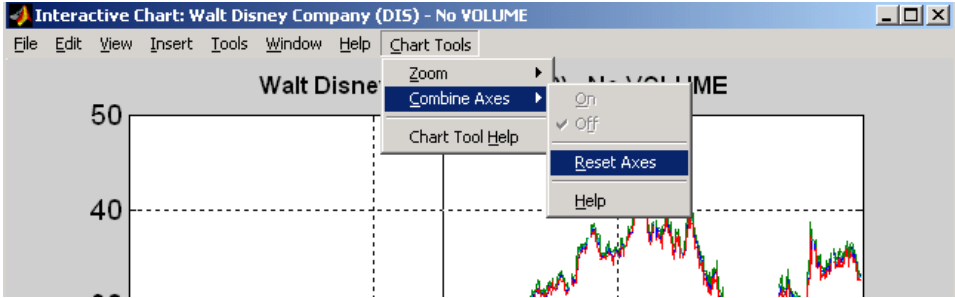 Interactive Chart: Walt Disney Company (DIS) - No VOLUME
File Edit View Insert Tools Window Help Chart Tools
Walt Disne No VOLUME
Zoom
Combine Axes
Chart Tool Help
On
Off
Reset Axes
Help
50
40